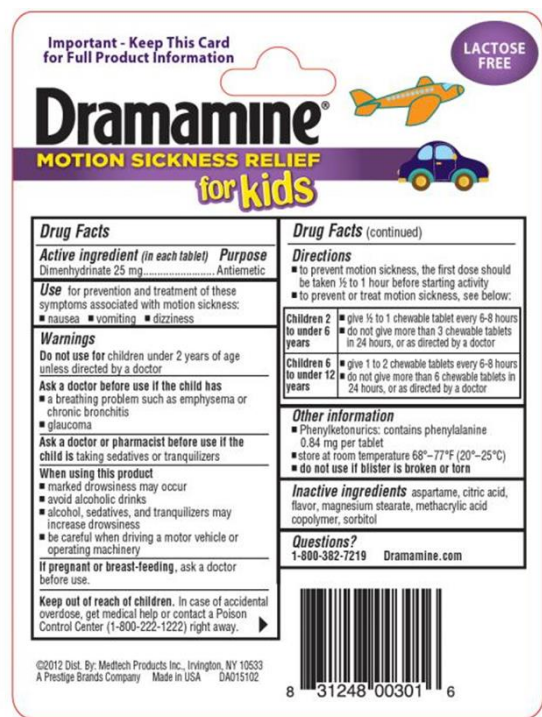 Important - Keep This Card
for Full Product Information
LACTOSE
FREE
Dramamine®
MOTION SICKNESS RELIEF
for kids
Drug Facts
Active ingredient (in each tablet) Purpose
Dimenhydrinate 25 mg........................Antiemetic
Use for prevention and treatment of these
symptoms associated with motion sickness:
■ nausea ■ vomiting ■ dizziness
Warnings
Do not use for children under 2 years of age
unless directed by a doctor
Ask a doctor before use if the child has
■ a breathing problem such as emphysema or
chronic bronchitis
■ glaucoma
Ask a doctor or pharmacist before use if the
child is taking sedatives or tranquilizers
When using this product
■ marked drowsiness may occur
■ avoid alcoholic drinks
■ alcohol, sedatives, and tranquilizers may
increase drowsiness
■ be careful when driving a motor vehicle or
operating machinery
If pregnant or breast-feeding, ask a doctor
before use.
Keep out of reach of children. In case of accidental
overdose, get medical help or contact a Poison
Control Center (1-800-222-1222) right away.
Drug Facts (continued)
Directions
■ to prevent motion sickness, the first dose should
be taken ½ to 1 hour before starting activity
■ to prevent or treat motion sickness, see below:
Children 2
to under 6
years
■ give ½ to 1 chewable tablet every 6-8 hours
■ do not give more than 3 chewable tablets
in 24 hours, or as directed by a doctor
Children 6
to under 12
years
■ give 1 to 2 chewable tablets every 6-8 hours
■ do not give more than 6 chewable tablets in
24 hours, or as directed by a doctor
Other information
■ Phenylketonurics: contains phenylalanine
0.84 mg per tablet
■ store at room temperature 68°–77°F (20°–25°C)
■ do not use if blister is broken or torn
Inactive ingredients aspartame, citric acid,
flavor, magnesium stearate, methacrylic acid
copolymer, sorbitol
Questions?
1-800-382-7219 Dramamine.com
©2012 Dist. By: Medtech Products Inc., Irvington, NY 10533
A Prestige Brands Company Made in USA DA015102
8 31248 00301 6